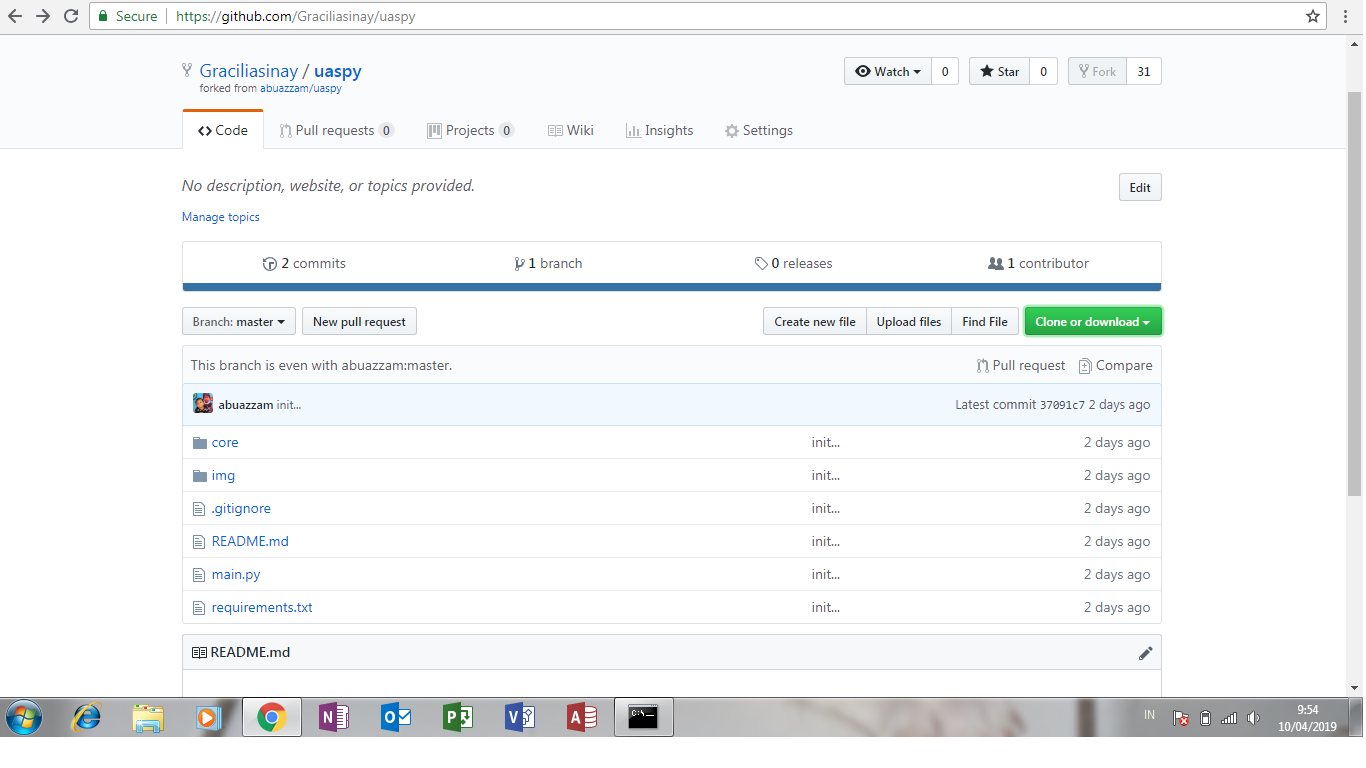 Secure https://github.com/Graciliasinay/uaspy
Graciliasinay / uaspy
Watch 0 Star 0 Fork 31
forked from abuazzam/uaspy
Code Pull requests 0 Projects 0 Wiki Insights Settings
No description, website, or topics provided. Edit
Manage topics
2 commits 1 branch 0 releases 1 contributor
Branch: master New pull request Create new file Upload files Find File Clone or download
This branch is even with abuazzam:master. Pull request Compare
abuazzam init... Latest commit 37091c7 2 days ago
core init... 2 days ago
img init... 2 days ago
.gitignore init... 2 days ago
README.md init... 2 days ago
main.py init... 2 days ago
requirements.txt init... 2 days ago
README.md
IN 9:54
10/04/2019